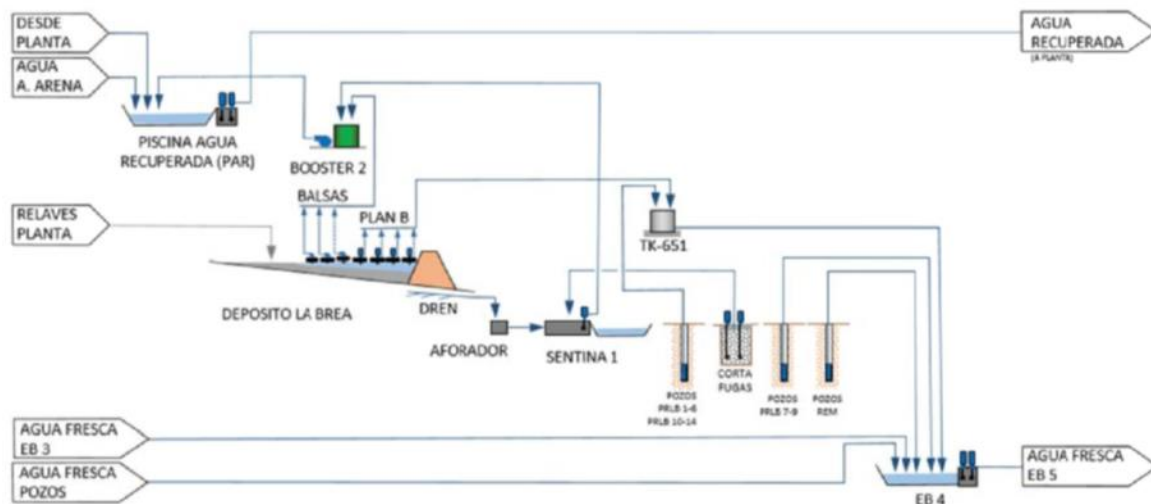 DESDE
PLANTA
AGUA
A. ARENA
AGUA
RECUPERADA
(A PLANTA)
PISCINA AGUA
RECUPERADA (PAR)
BOOSTER 2
BALSAS
PLAN B
RELAVES
PLANTA
TK-651
DEPOSITO LA BREA
DREN
AFORADOR
SENTINA 1
CORTA
FUGAS
POZOS
PRLB 1-6
PRLB 10-14
POZOS
PRLB 7-9
POZOS
REM
AGUA FRESCA
EB 3
AGUA FRESCA
POZOS
EB 4
AGUA FRESCA
EB 5